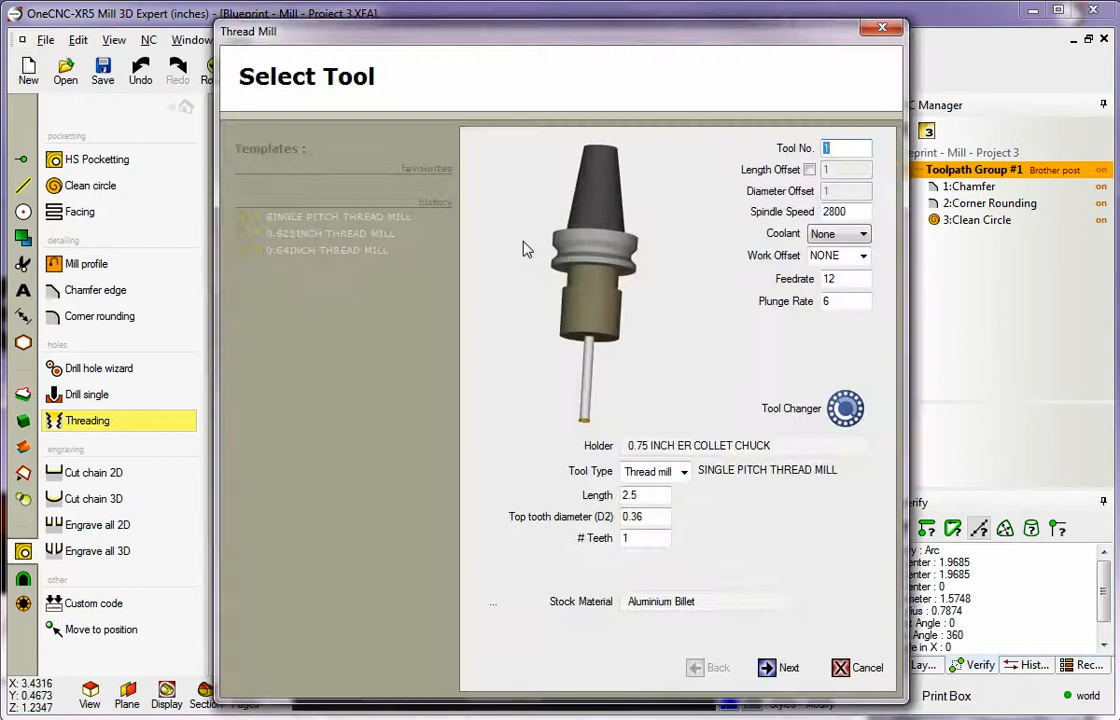 OneCNC-XR5 Mill 3D Expert (inches) - [Blueprint - Mill - Project 3.XFA]
File Edit View NC Window
New Open Save Undo Redo
pocketting
HS Pocketting
Clean circle
Facing
detailing
Mill profile
Chamfer edge
Corner rounding
holes
Drill hole wizard
Drill single
Threading
engraving
Cut chain 2D
Cut chain 3D
Engrave all 2D
Engrave all 3D
other
Custom code
Move to position
X: 3.4316
Y: 0.4673
Z: 1.2347
View Plane Display
Thread Mill
Select Tool
Templates :
favourites
history
SINGLE PITCH THREAD MILL
0.625INCH THREAD MILL
0.64INCH THREAD MILL
Tool No. 1
Length Offset 1
Diameter Offset 1
Spindle Speed 2800
Coolant None
Work Offset NONE
Feedrate 12
Plunge Rate 6
Tool Changer
Holder 0.75 INCH ER COLLET CHUCK
Tool Type Thread mill SINGLE PITCH THREAD MILL
Length 2.5
Top tooth diameter (D2) 0.36
# Teeth 1
... Stock Material Aluminium Billet
Back Next Cancel
C Manager
3
eprint - Mill - Project 3
Toolpath Group #1 Brother post on
1:Chamfer on
2:Corner Rounding on
3:Clean Circle on
erify
y : Arc
enter : 1.9685
enter : 1.9685
enter : 0
meter : 1.5748
ius : 0.7874
t Angle : 0
Angle : 360
e in X : 0
Lay... Verify Hist... Rec...
Print Box world